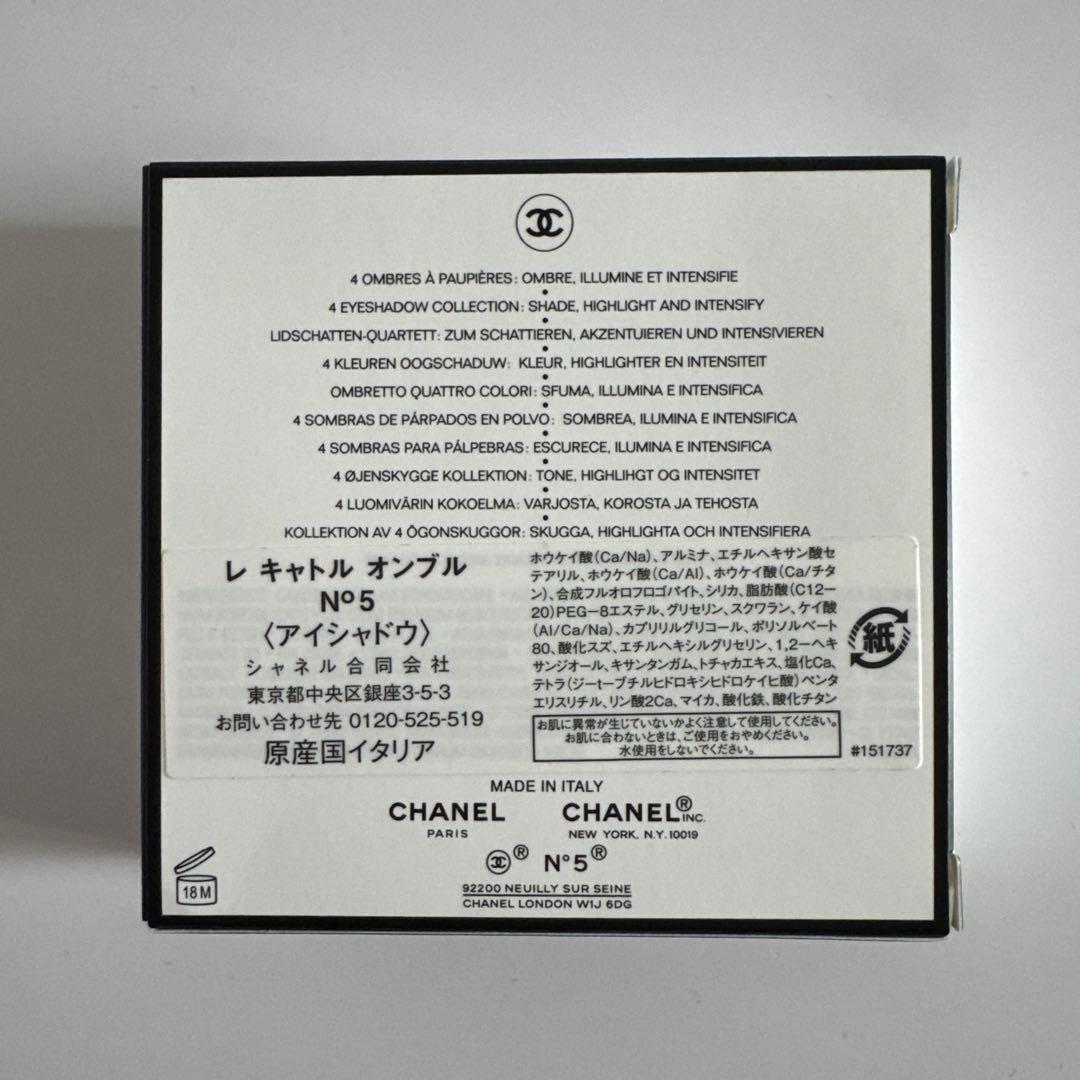 4 OMBRES À PAUPIÈRES: OMBRE, ILLUMINE ET INTENSIFIE
4 EYESHADOW COLLECTION: SHADE, HIGHLIGHT AND INTENSIFY
LIDSCHATTEN-QUARTETT: ZUM SCHATTIEREN, AKZENTUIEREN UND INTENSIVIEREN
4 KLEUREN OOGSCHADUW: KLEUR, HIGHLIGHTER EN INTENSITEIT
OMBRETTO QUATTRO COLORI: SFUMA, ILLUMINA E INTENSIFICA
4 SOMBRAS DE PÁRPADOS EN POLVO: SOMBREA, ILUMINA E INTENSIFICA
4 SOMBRAS PARA PÁLPEBRAS: ESCURECE, ILUMINA E INTENSIFICA
4 ØJENSKYGGE KOLLEKTION: TONE, HIGHLIHGT OG INTENSITET
4 LUOMIVÄRIN KOKOELMA: VARJOSTA, KOROSTA JA TEHOSTA
KOLLEKTION AV 4 ÖGONSKUGGOR: SKUGGA, HIGHLIGHTA OCH INTENSIFIERA
レ キャトル オンブル
Nº5
〈アイシャドウ〉
シャネル合同会社
東京都中央区銀座3-5-3
お問い合わせ先 0120-525-519
原産国イタリア
ホウケイ酸(Ca/Na)、アルミナ、エチルヘキサン酸セ
テアリル、ホウケイ酸(Ca/Al)、ホウケイ酸(Ca/チタ
ン)、合成フルオロフロゴパイト、シリカ、脂肪酸(C12-
20)PEG-8エステル、グリセリン、スクワラン、ケイ酸
(Al/Ca/Na)、カプリリルグリコール、ポリソルベート
80、酸化スズ、エチルヘキシルグリセリン、1,2-ヘキ
サンジオール、キサンタンガム、トチャカエキス、塩化Ca、
テトラ(ジーtーブチルヒドロキシヒドロケイヒ酸)ペンタ
エリスリチル、リン酸2Ca、マイカ、酸化鉄、酸化チタン
お肌に異常が生じていないかよく注意して使用してください。
お肌に合わないときは、ご使用をおやめください。
水使用をしないでください。
紙
#151737
MADE IN ITALY
CHANEL
PARIS
CHANEL® INC.
NEW YORK, N.Y. 10019
® N°5®
92200 NEUILLY SUR SEINE
CHANEL LONDON W1J 6DG
18 M